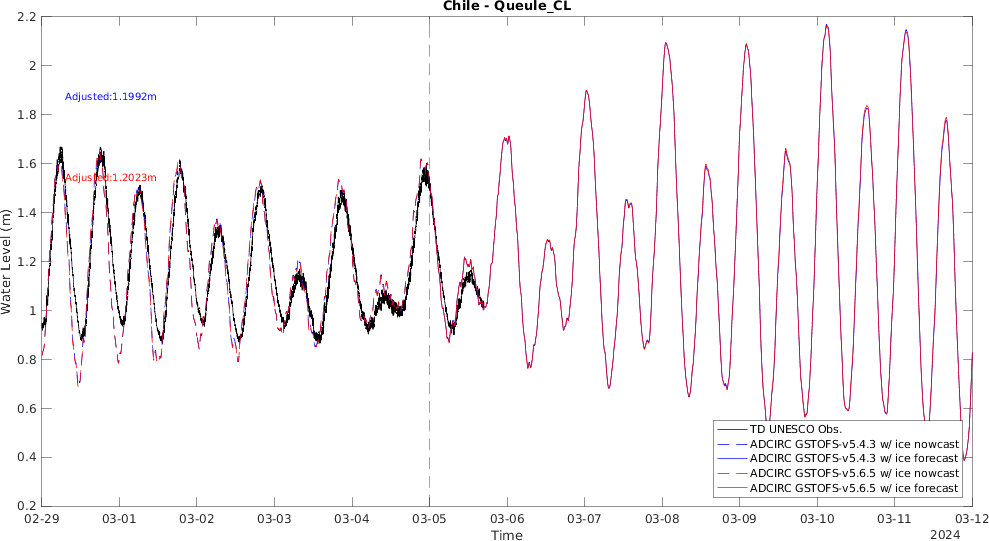 Chile - Queule_CL
2.2
2
1.8
1.6
1.4
1.2
1
0.8
0.6
0.4
0.2
Water Level (m)
Adjusted:1.1992m
Adjusted:1.2023m
TD UNESCO Obs.
ADCIRC GSTOFS-v5.4.3 w/ ice nowcast
ADCIRC GSTOFS-v5.4.3 w/ ice forecast
ADCIRC GSTOFS-v5.6.5 w/ ice nowcast
ADCIRC GSTOFS-v5.6.5 w/ ice forecast
02-29 03-01 03-02 03-03 03-04 03-05 03-06 03-07 03-08 03-09 03-10 03-11 03-12
Time
2024